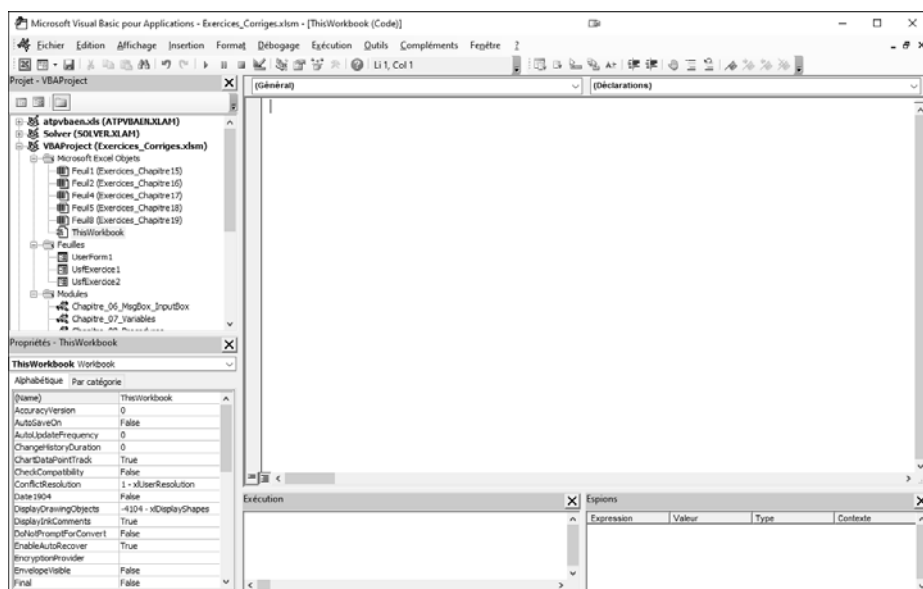 Microsoft Visual Basic pour Applications - Exercices_Corriges.xlsm - [ThisWorkbook (Code)]
Fichier Edition Affichage Insertion Format Débogage Exécution Outils Compléments Fenêtre ?
Li 1, Col 1
Projet - VBAProject
(Général)
(Déclarations)
atpvbaen.xls (ATPVBAEN.XLAM)
Solver (SOLVER.XLAM)
VBAProject (Exercices_Corriges.xlsm)
Microsoft Excel Objets
Feuil1 (Exercices_Chapitre15)
Feuil2 (Exercices_Chapitre16)
Feuil4 (Exercices_Chapitre17)
Feuil5 (Exercices_Chapitre18)
Feuil8 (Exercices_Chapitre19)
ThisWorkbook
Feuilles
UserForm1
UsfExercice1
UsfExercice2
Modules
Chapitre_06_MsgBox_InputBox
Chapitre_07_Variables
Propriétés - ThisWorkbook
ThisWorkbook Workbook
Alphabétique Par catégorie
(Name) ThisWorkbook
AccuracyVersion 0
AutoSaveOn False
AutoUpdateFrequency 0
ChangeHistoryDuration 0
ChartDataPointTrack True
CheckCompatibility False
ConflictResolution 1 - xlUserResolution
Date1904 False
DisplayDrawingObjects -4104 - xlDisplayShapes
DisplayInkComments True
DoNotPromptForConvert False
EnableAutoRecover True
EncryptionProvider
EnvelopeVisible False
Final False
Exécution
Espions
Expression Valeur Type Contexte